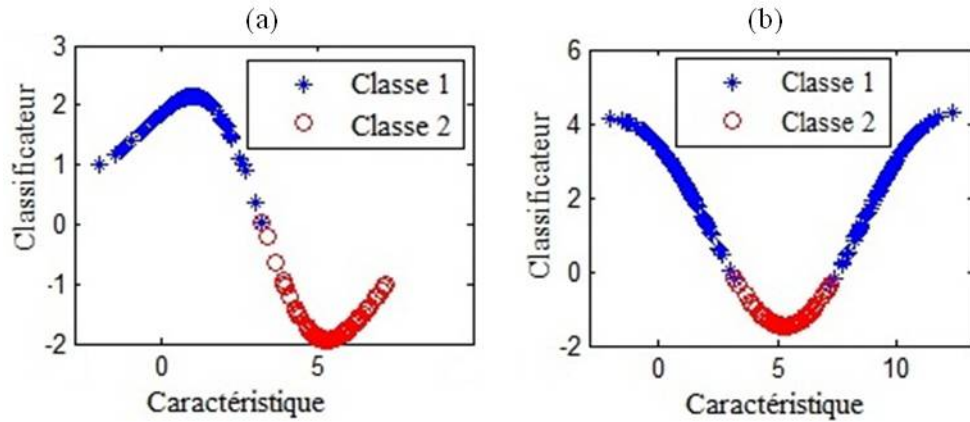 (a)
3
2
1
0
-1
-2
Classificateur
Classe 1
Classe 2
0
5
Caractéristique
(b)
6
4
2
0
-2
Classificateur
Classe 1
Classe 2
0
5
10
Caractéristique